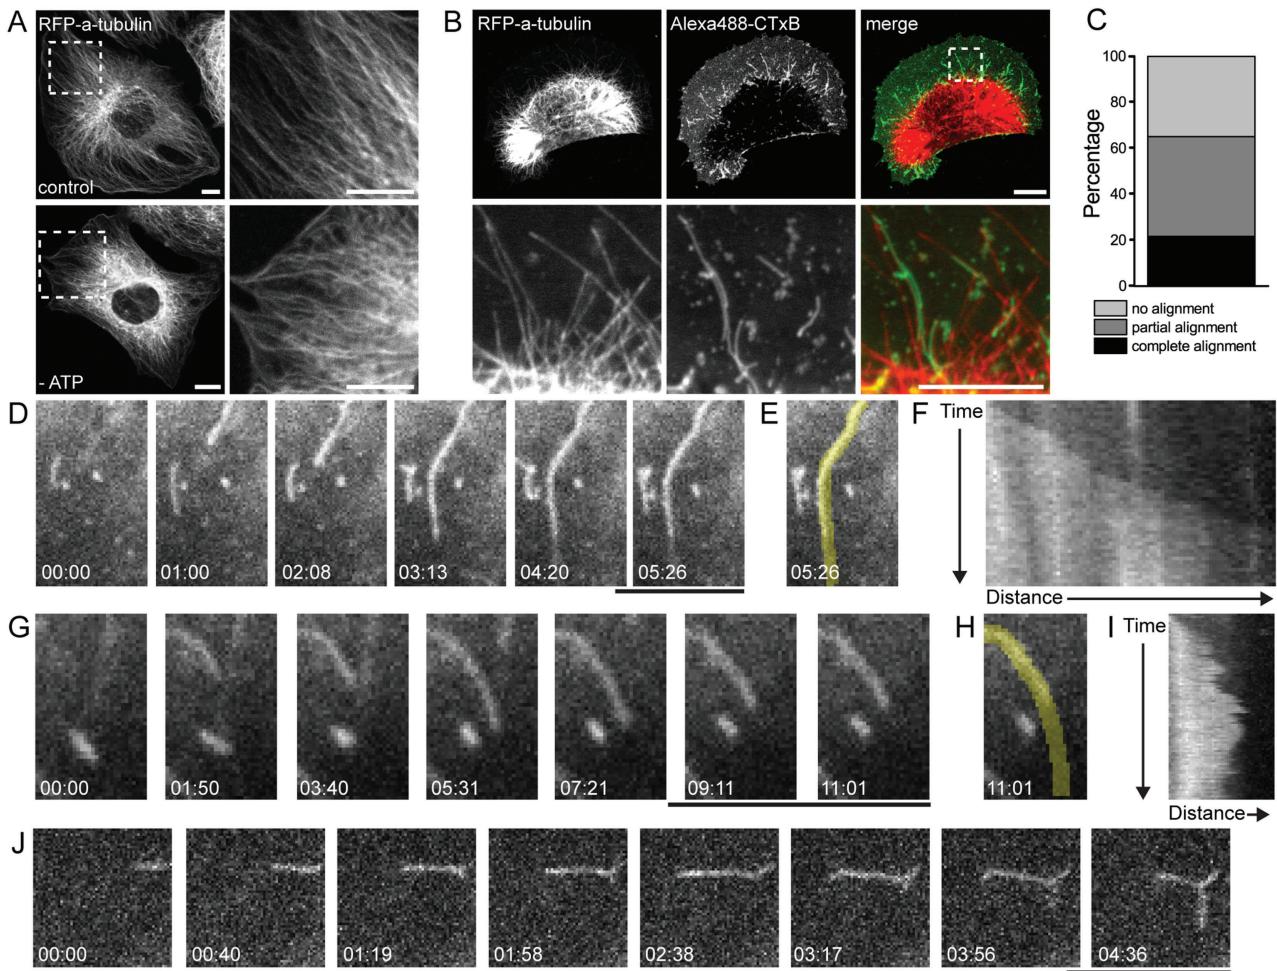 A
RFP-a-tubulin
control
- ATP
B
RFP-a-tubulin
Alexa488-CTxB
merge
C
Percentage
100
80
60
40
20
0
no alignment
partial alignment
complete alignment
D
00:00
01:00
02:08
03:13
04:20
05:26
E
05:26
F
Time
Distance
G
00:00
01:50
03:40
05:31
07:21
09:11
11:01
H
11:01
I
Time
Distance
J
00:00
00:40
01:19
01:58
02:38
03:17
03:56
04:36